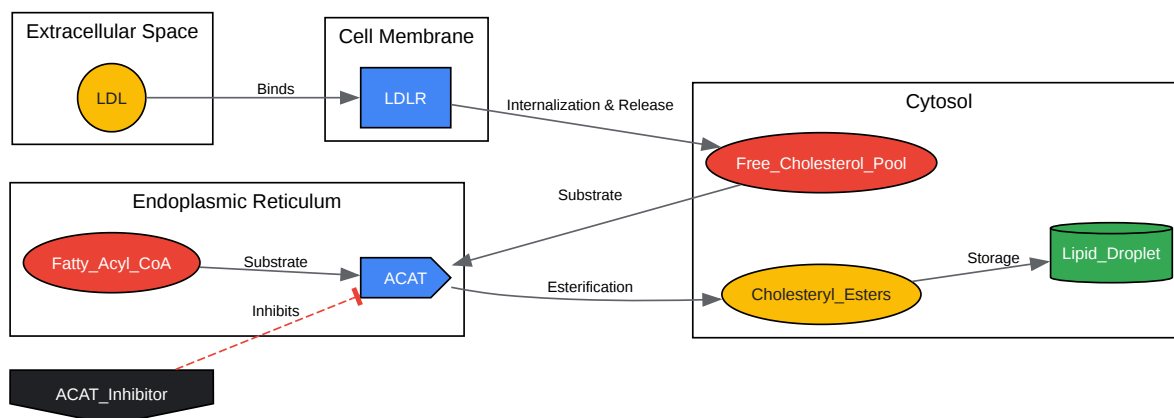 Extracellular Space
LDL
Binds
Cell Membrane
LDLR
Internalization & Release
Cytosol
Free_Cholesterol_Pool
Substrate
Endoplasmic Reticulum
Fatty_Acyl_CoA
Substrate
ACAT
Esterification
Cholesteryl_Esters
Storage
Lipid_Droplet
Inhibits
ACAT_Inhibitor